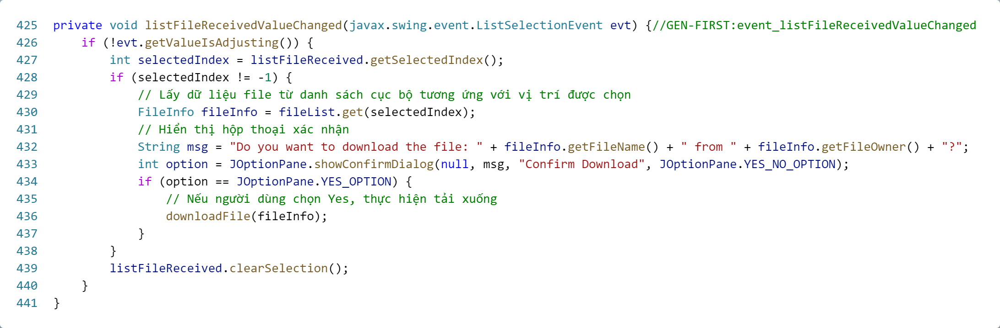 425 private void listFileReceivedValueChanged(javax.swing.event.ListSelectionEvent evt) {//GEN-FIRST:event_listFileReceivedValueChanged
426     if (!evt.getValueIsAdjusting()) {
427         int selectedIndex = listFileReceived.getSelectedIndex();
428         if (selectedIndex != -1) {
429             // Lấy dữ liệu file từ danh sách cục bộ tương ứng với vị trí được chọn
430             FileInfo fileInfo = fileList.get(selectedIndex);
431             // Hiển thị hộp thoại xác nhận
432             String msg = "Do you want to download the file: " + fileInfo.getFileName() + " from " + fileInfo.getFileOwner() + "?";
433             int option = JOptionPane.showConfirmDialog(null, msg, "Confirm Download", JOptionPane.YES_NO_OPTION);
434             if (option == JOptionPane.YES_OPTION) {
435                 // Nếu người dùng chọn Yes, thực hiện tải xuống
436                 downloadFile(fileInfo);
437             }
438         }
439         listFileReceived.clearSelection();
440     }
441 }